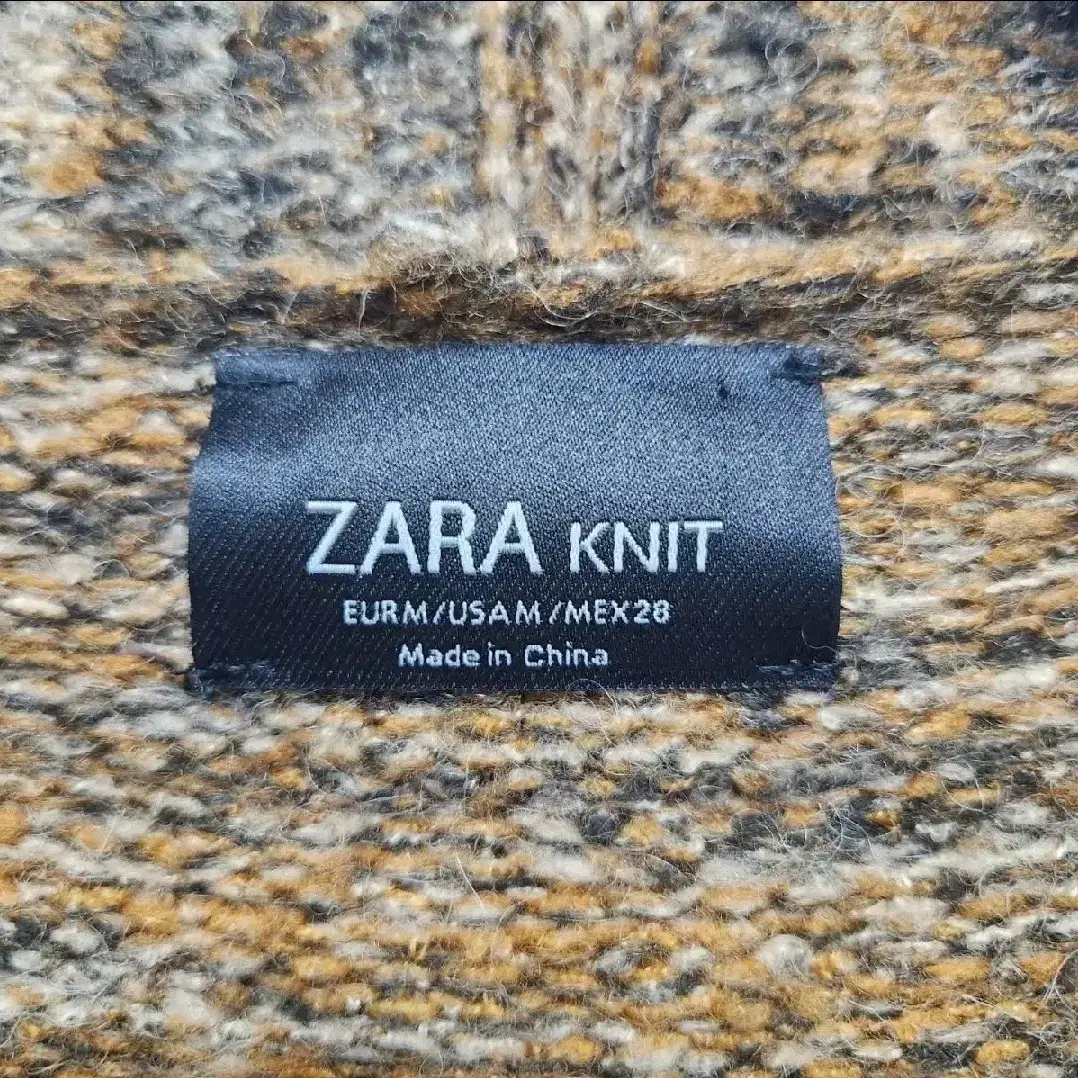 ZARA KNIT
EUR M/USA M/MEX 28
Made in China